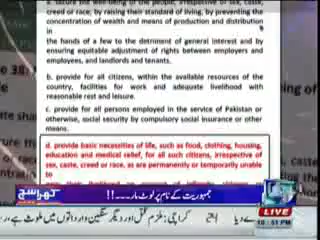 a. secure the well-being of the people, irrespective of sex, caste,
creed or race, by raising their standard of living, by preventing the
concentration of wealth and means of production and distribution
in
the hands of a few to the detriment of general interest and by
ensuring equitable adjustment of rights between employers and
employees, and landlords and tenants.
b. provide for all citizens, within the available resources of the
country, facilities for work and adequate livelihood with
reasonable rest and leisure.
c. provide for all persons employed in the service of Pakistan or
otherwise, social security by compulsory social insurance or other
means.
d. provide basic necessities of life, such as food, clothing, housing,
education and medical relief, for all such citizens, irrespective of
sex, caste, creed or race, as are permanently or temporarily unable
to
جمہوریت کے نام پر لوٹ مار...!!
کھرا سچ
کراچی: ملزم قتل اور دیگر سنگین وارداتوں میں ملوث ہے
LIVE
10:51 PM